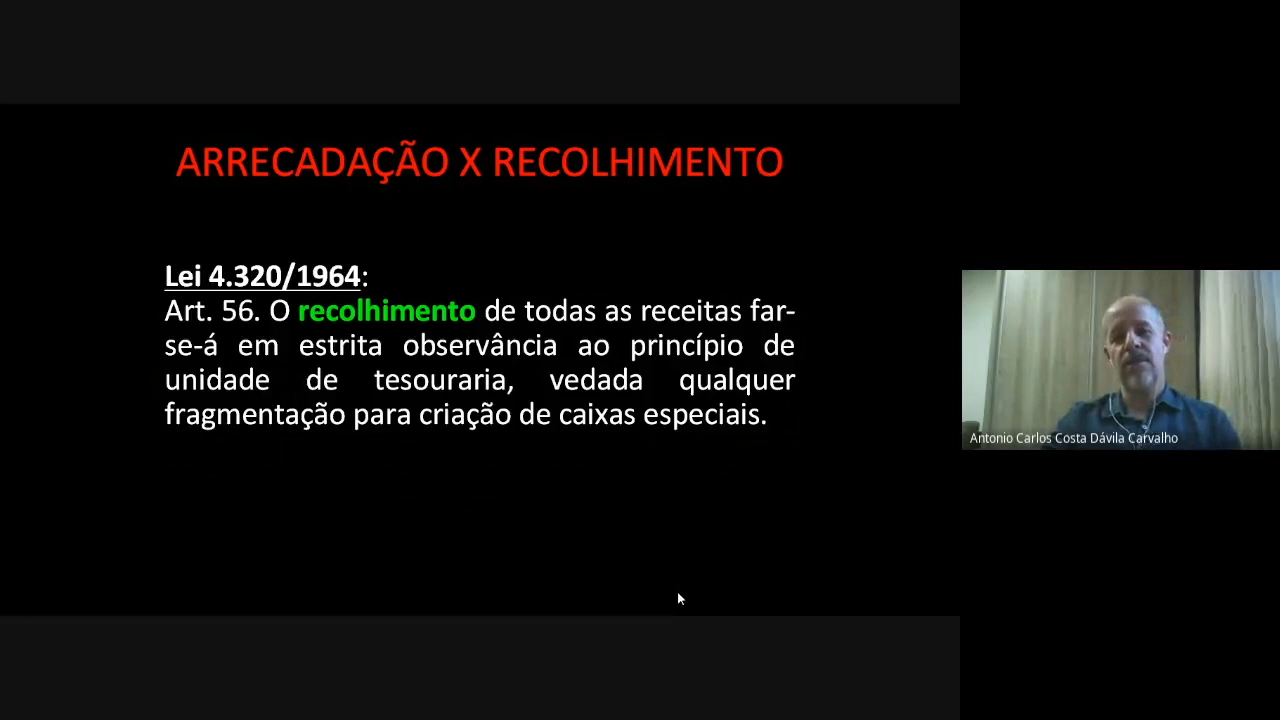 ARRECADAÇÃO X RECOLHIMENTO
Lei 4.320/1964:
Art. 56. O recolhimento de todas as receitas far-
se-á em estrita observância ao princípio de
unidade de tesouraria, vedada qualquer
fragmentação para criação de caixas especiais.
Antonio Carlos Costa Dávila Carvalho